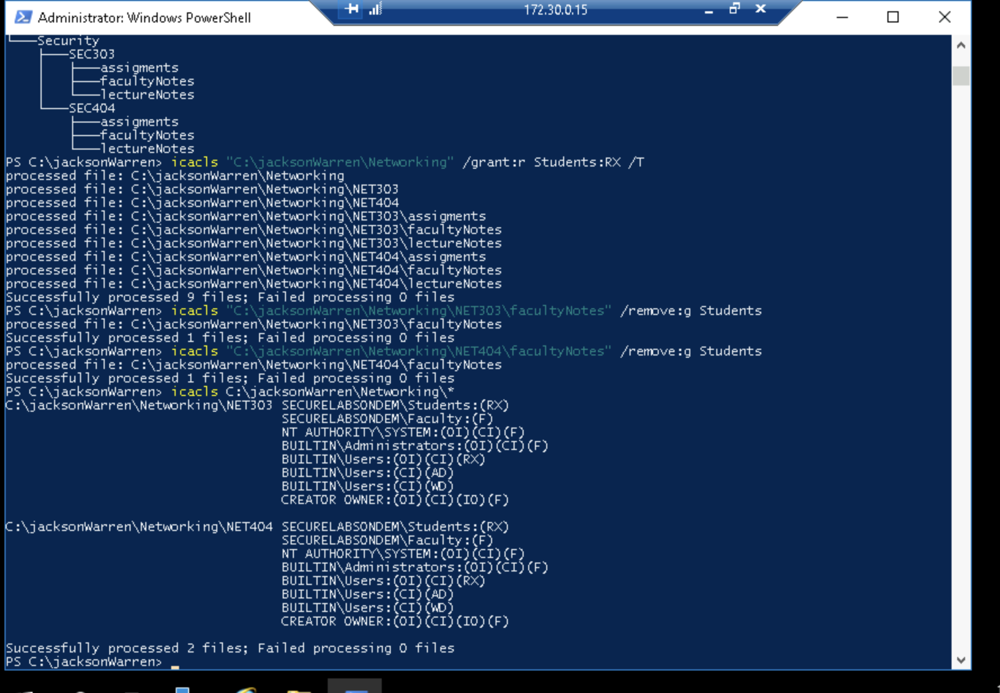 Administrator: Windows PowerShell
172.30.0.15
└───Security
    ├───SEC303
    │   ├───assigments
    │   ├───facultyNotes
    │   └───lectureNotes
    └───SEC404
        ├───assigments
        ├───facultyNotes
        └───lectureNotes
PS C:\jacksonWarren> icacls "C:\jacksonWarren\Networking" /grant:r Students:RX /T
processed file: C:\jacksonWarren\Networking
processed file: C:\jacksonWarren\Networking\NET303
processed file: C:\jacksonWarren\Networking\NET404
processed file: C:\jacksonWarren\Networking\NET303\assigments
processed file: C:\jacksonWarren\Networking\NET303\facultyNotes
processed file: C:\jacksonWarren\Networking\NET303\lectureNotes
processed file: C:\jacksonWarren\Networking\NET404\assigments
processed file: C:\jacksonWarren\Networking\NET404\facultyNotes
processed file: C:\jacksonWarren\Networking\NET404\lectureNotes
Successfully processed 9 files; Failed processing 0 files
PS C:\jacksonWarren> icacls "C:\jacksonWarren\Networking\NET303\facultyNotes" /remove:g Students
processed file: C:\jacksonWarren\Networking\NET303\facultyNotes
Successfully processed 1 files; Failed processing 0 files
PS C:\jacksonWarren> icacls "C:\jacksonWarren\Networking\NET404\facultyNotes" /remove:g Students
processed file: C:\jacksonWarren\Networking\NET404\facultyNotes
Successfully processed 1 files; Failed processing 0 files
PS C:\jacksonWarren> icacls C:\jacksonWarren\Networking\*
C:\jacksonWarren\Networking\NET303 SECURELABSONDEM\Students:(RX)
                                   SECURELABSONDEM\Faculty:(F)
                                   NT AUTHORITY\SYSTEM:(OI)(CI)(F)
                                   BUILTIN\Administrators:(OI)(CI)(F)
                                   BUILTIN\Users:(OI)(CI)(RX)
                                   BUILTIN\Users:(CI)(AD)
                                   BUILTIN\Users:(CI)(WD)
                                   CREATOR OWNER:(OI)(CI)(IO)(F)
C:\jacksonWarren\Networking\NET404 SECURELABSONDEM\Students:(RX)
                                   SECURELABSONDEM\Faculty:(F)
                                   NT AUTHORITY\SYSTEM:(OI)(CI)(F)
                                   BUILTIN\Administrators:(OI)(CI)(F)
                                   BUILTIN\Users:(OI)(CI)(RX)
                                   BUILTIN\Users:(CI)(AD)
                                   BUILTIN\Users:(CI)(WD)
                                   CREATOR OWNER:(OI)(CI)(IO)(F)
Successfully processed 2 files; Failed processing 0 files
PS C:\jacksonWarren>